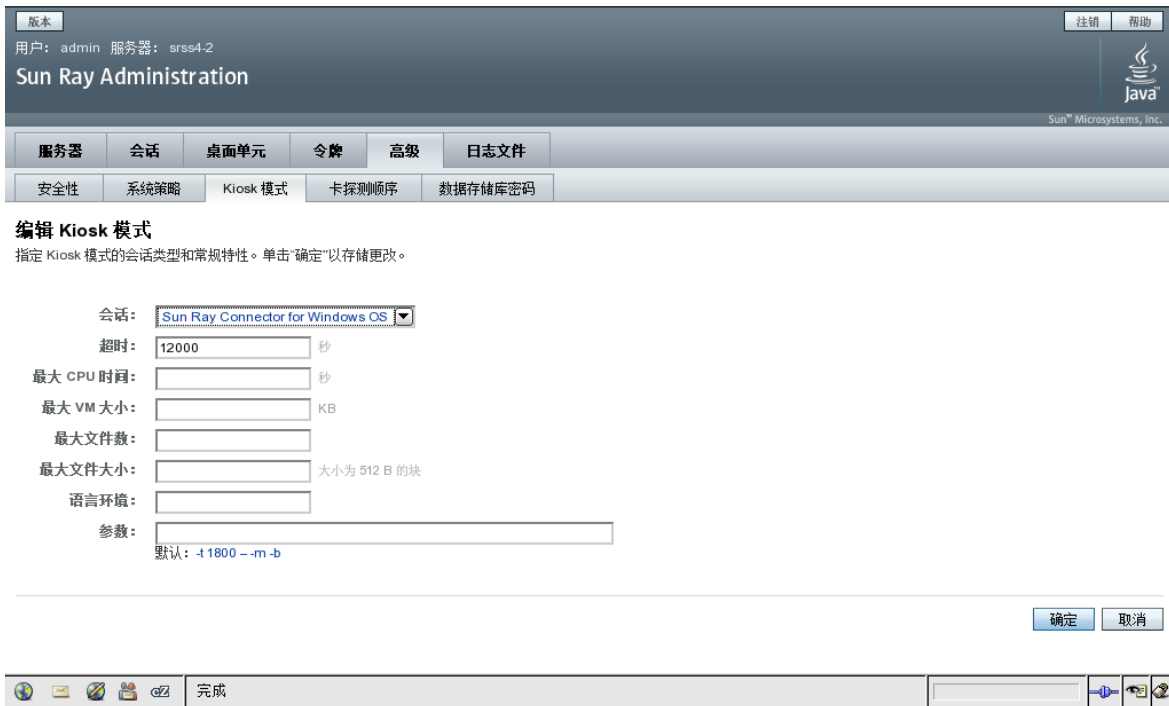 版本
注销 帮助
用户： admin 服务器： srss4-2
Sun Ray Administration
Java™
Sun™ Microsystems, Inc.
服务器 会话 桌面单元 令牌 高级 日志文件
安全性 系统策略 Kiosk 模式 卡探测顺序 数据存储库密码
编辑 Kiosk 模式
指定 Kiosk 模式的会话类型和常规特性。单击“确定”以存储更改。
会话： Sun Ray Connector for Windows OS
超时： 12000 秒
最大 CPU 时间： 秒
最大 VM 大小： KB
最大文件数：
最大文件大小： 大小为 512 B 的块
语言环境：
参数：
默认： -t 1800 – -m -b
确定 取消
完成